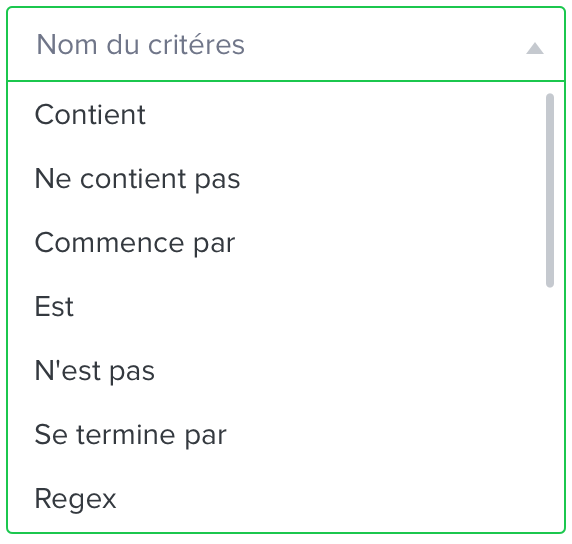 Nom du critéres
Contient
Ne contient pas
Commence par
Est
N'est pas
Se termine par
Regex